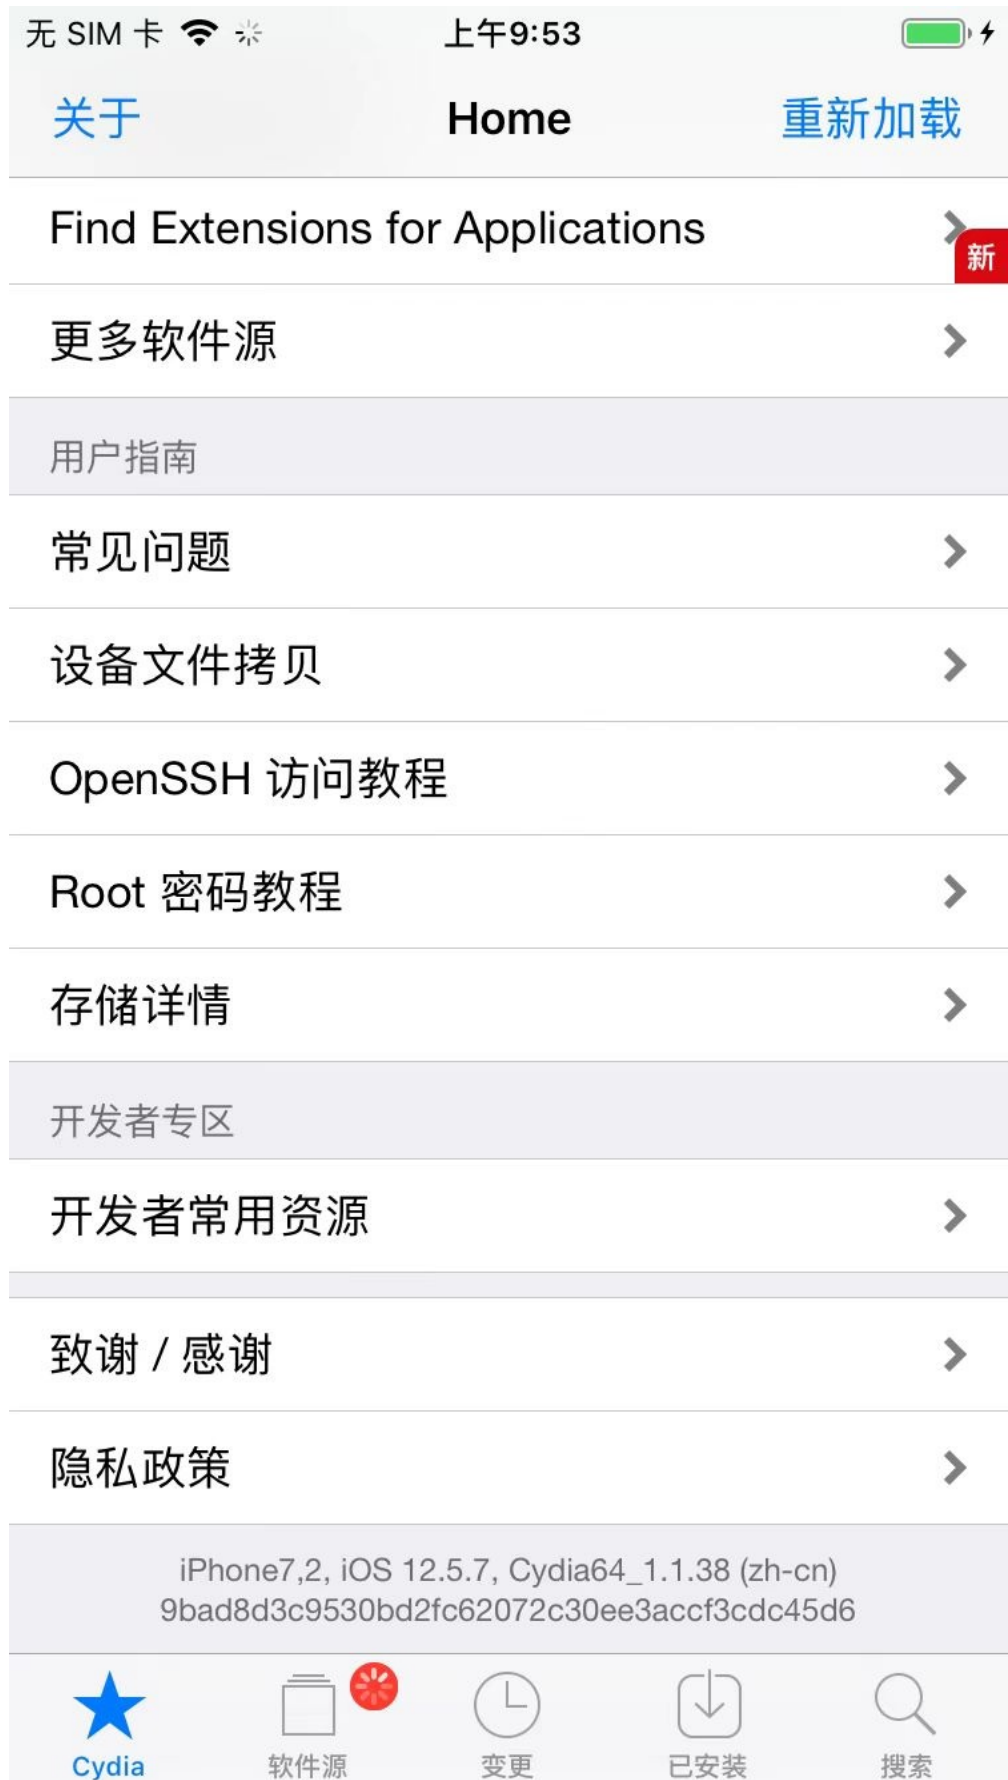 无 SIM 卡 上午9:53
关于 Home 重新加载
Find Extensions for Applications
新
更多软件源
用户指南
常见问题
设备文件拷贝
OpenSSH 访问教程
Root 密码教程
存储详情
开发者专区
开发者常用资源
致谢 / 感谢
隐私政策
iPhone7,2, iOS 12.5.7, Cydia64_1.1.38 (zh-cn)
9bad8d3c9530bd2fc62072c30ee3accf3cdc45d6
Cydia 软件源 变更 已安装 搜索